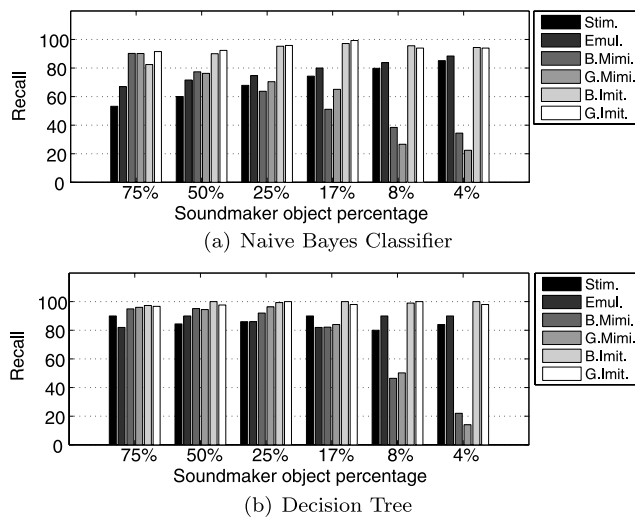 100
80
60
40
20
0
Recall
75% 50% 25% 17% 8% 4%
Soundmaker object percentage
Stim.
Emul.
B.Mimi.
G.Mimi.
B.Imit.
G.Imit.
(a) Naive Bayes Classifier
100
80
60
40
20
0
Recall
75% 50% 25% 17% 8% 4%
Soundmaker object percentage
Stim.
Emul.
B.Mimi.
G.Mimi.
B.Imit.
G.Imit.
(b) Decision Tree